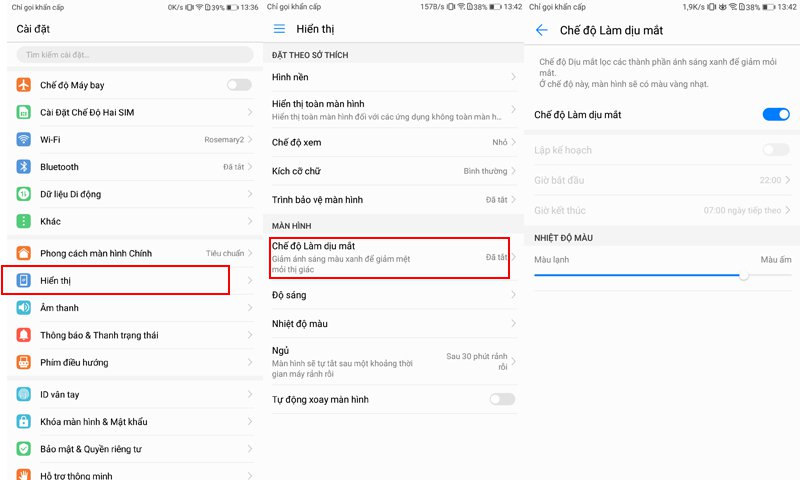 Chỉ gọi khẩn cấp 0K/s 39% 13:36
Cài đặt
Tìm kiếm cài đặt...
Chế độ Máy bay
Cài Đặt Chế Độ Hai SIM
Wi-Fi Rosemary2
Bluetooth Đã tắt
Dữ liệu Di động
Khác
Phong cách màn hình Chính Tiêu chuẩn
Hiển thị
Âm thanh
Thông báo & Thanh trạng thái
Phím điều hướng
ID vân tay
Khóa màn hình & Mật khẩu
Bảo mật & Quyền riêng tư
Hỗ trợ thông minh
Chỉ gọi khẩn cấp 157B/s 38% 13:42
Hiển thị
ĐẶT THEO SỞ THÍCH
Hình nền
Hiển thị toàn màn hình
Hiển thị toàn màn hình đối với các ứng dụng không toàn màn h...
Chế độ xem Nhỏ
Kích cỡ chữ Bình thường
Trình bảo vệ màn hình Đã tắt
MÀN HÌNH
Chế độ Làm dịu mắt
Giảm ánh sáng màu xanh để giảm mệt Đã tắt
mỏi thị giác
Độ sáng
Nhiệt độ màu
Ngủ
Màn hình sẽ tự tắt sau một khoảng thời Sau 30 phút rảnh
gian máy rảnh rỗi rỗi
Tự động xoay màn hình
Chỉ gọi khẩn cấp 1,9K/s 38% 13:42
Chế độ Làm dịu mắt
Chế độ Dịu mắt lọc các thành phần ánh sáng xanh để giảm mỏi
mắt.
Ở chế độ này, màn hình sẽ có màu vàng nhạt.
Chế độ Làm dịu mắt
Lập kế hoạch
Giờ bắt đầu 22:00
Giờ kết thúc 07:00 ngày tiếp theo
NHIỆT ĐỘ MÀU
Màu lạnh Màu ấm